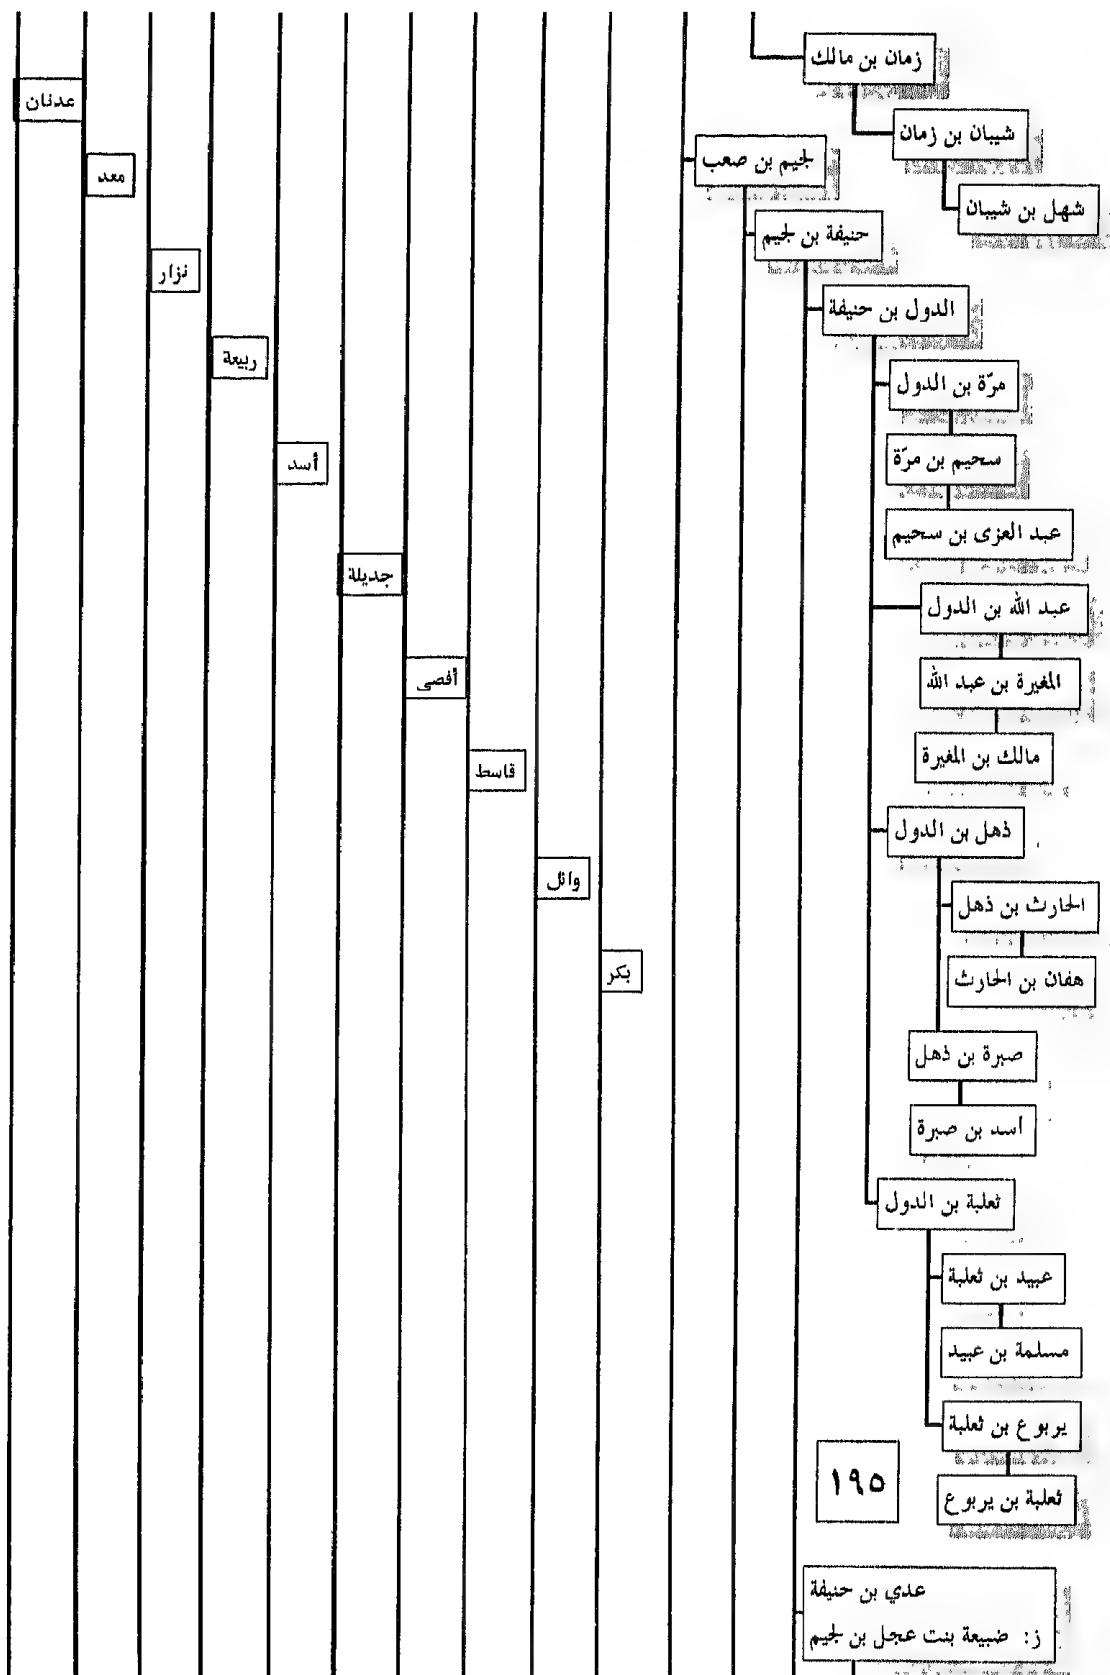 زمان بن مالك
عدنان
شيبان بن زمان
لجيم بن صعب
معد
شهل بن شيبان
حنيفة بن لجيم
نزار
الدول بن حنيفة
ربيعة
مرّة بن الدول
أسد
سحيم بن مرّة
عبد العزى بن سحيم
جديلة
عبد الله بن الدول
أفصى
المغيرة بن عبد الله
مالك بن المغيرة
قاسط
ذهل بن الدول
وائل
الحارث بن ذهل
بكر
هفان بن الحارث
صبرة بن ذهل
أسد بن صبرة
ثعلبة بن الدول
عبيد بن ثعلبة
مسلمة بن عبيد
يربوع بن ثعلبة
١٩٥
ثعلبة بن يربوع
عدي بن حنيفة
ز: ضبيعة بنت عجل بن لجيم